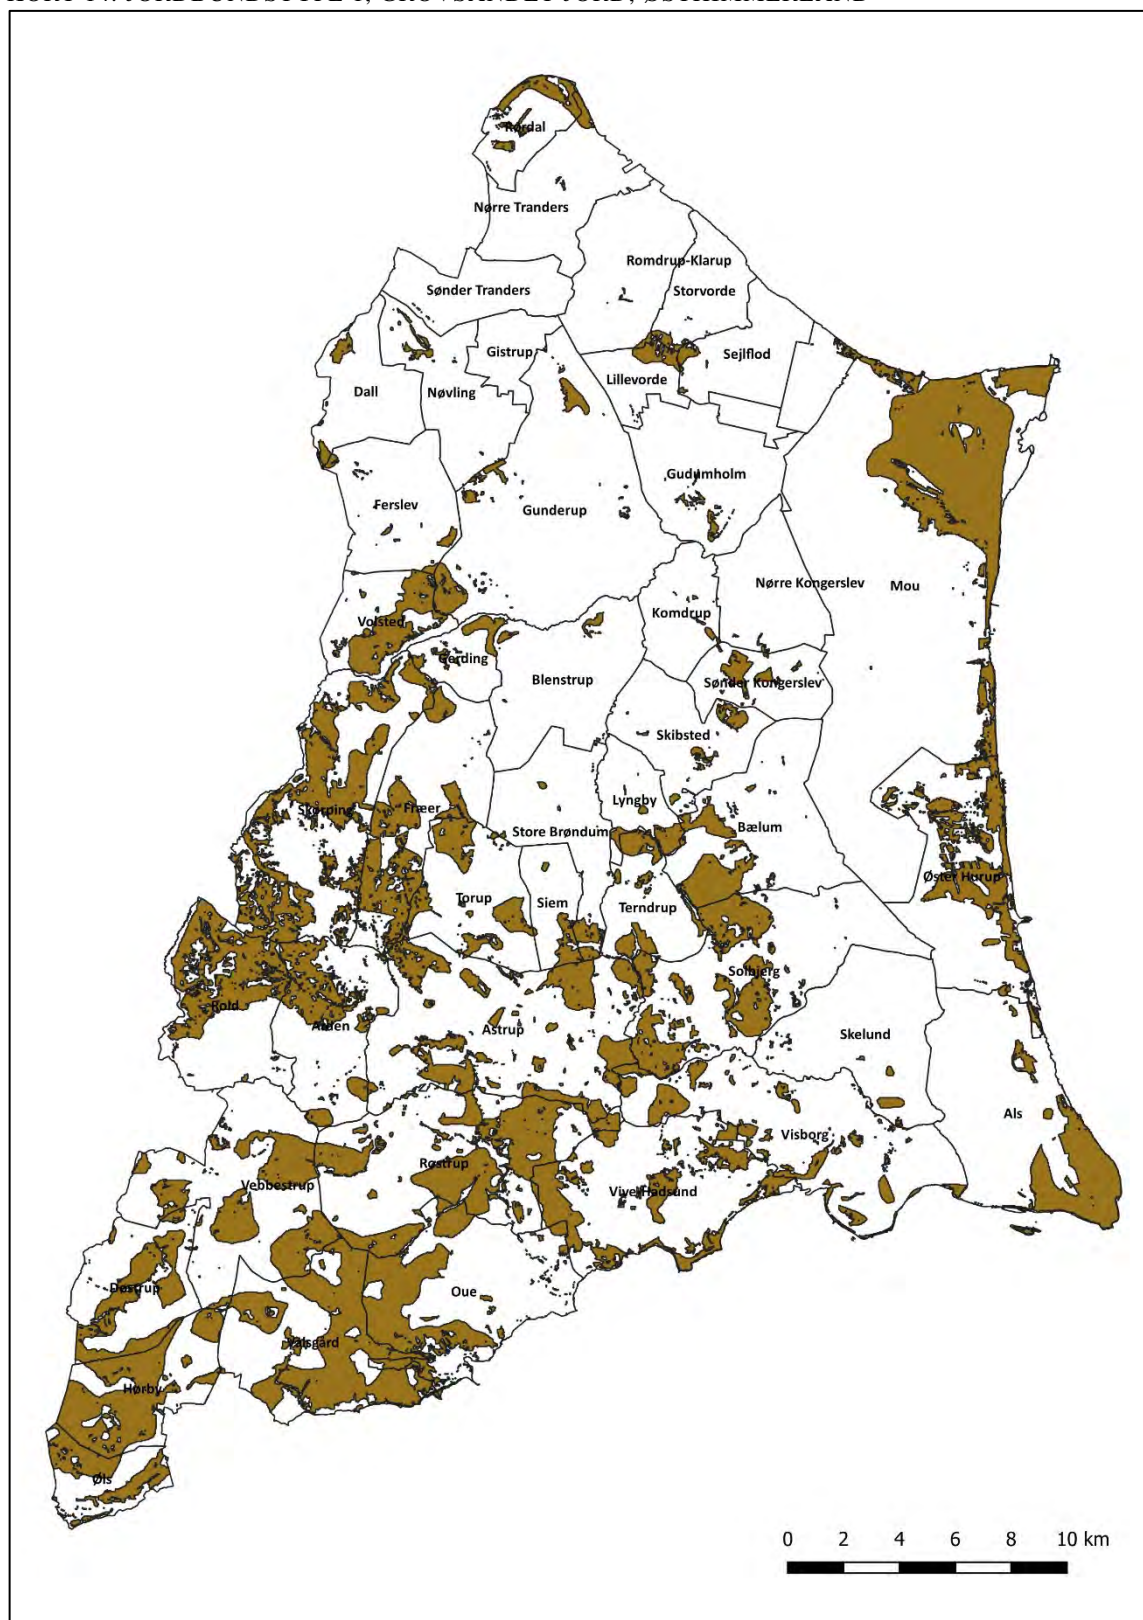 Rørdal
Nørre Tranders
Romdrup-Klarup
Sønder Tranders
Storvorde
Gistrup
Sejlflod
Lillevorde
Dall
Nøvling
Gudumholm
Ferslev
Gunderup
Nørre Kongerslev
Mou
Komdrup
Volsted
Gerding
Blenstrup
Sønder Kongerslev
Skibsted
Lyngby
Skørping
Fræer
Store Brøndum
Bælum
Øster Hurup
Torup
Siem
Terndrup
Solbjerg
Rold
Arden
Astrup
Skelund
Als
Visborg
Rostrup
Vebbestrup
Vive-Hadsund
Døstrup
Oue
Valsgård
Hørby
Øls
0 2 4 6 8 10 km